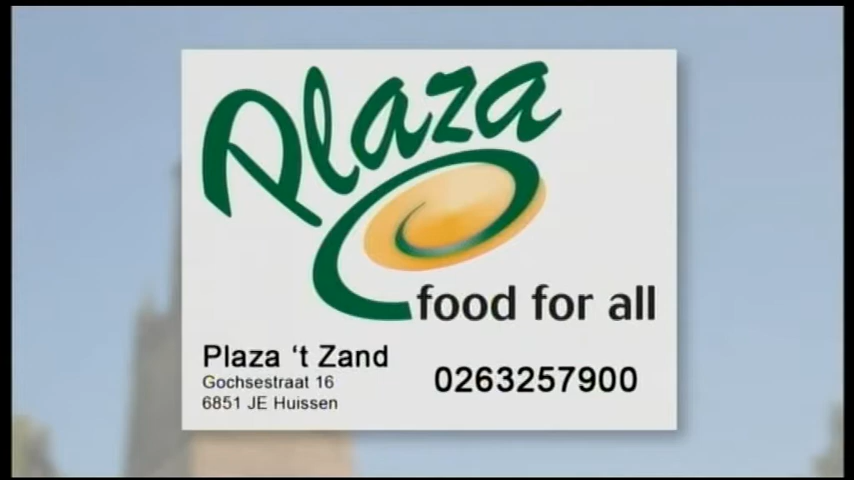 Plaza
food for all
Plaza ‘t Zand
Gochsestraat 16
6851 JE Huissen
0263257900